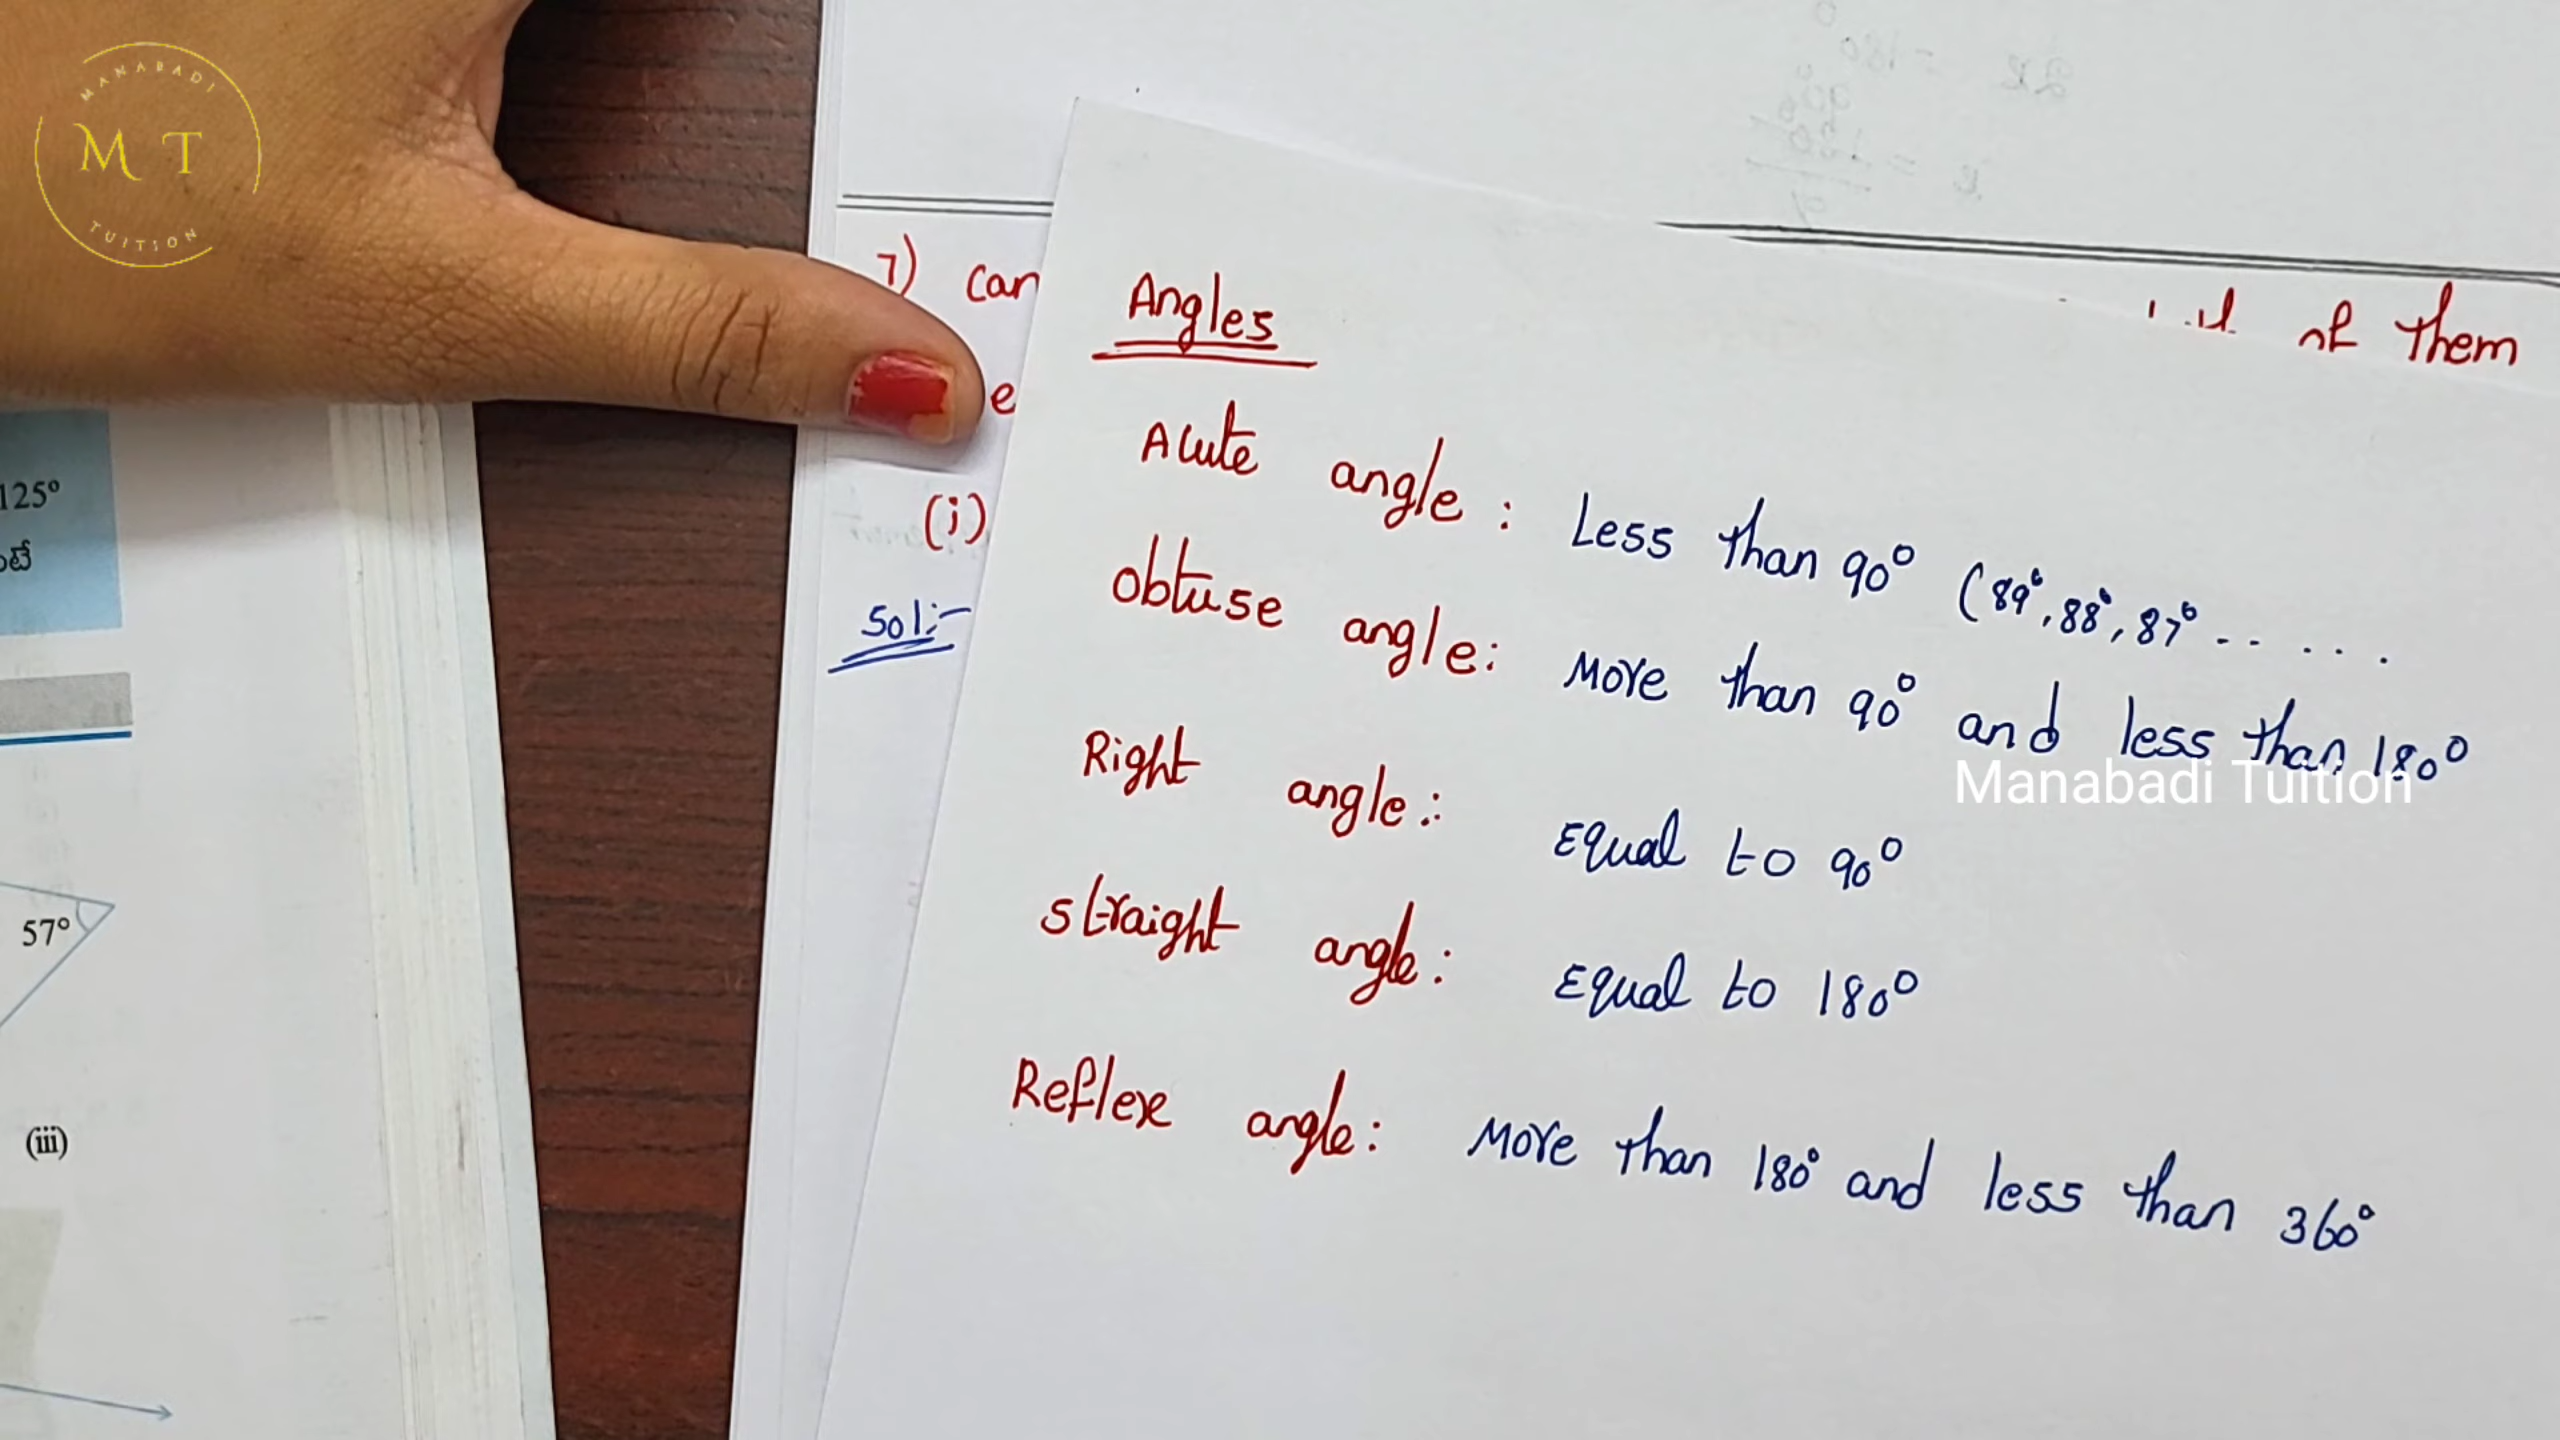 MANABADI
M T
TUITION
125º
57°
(iii)
7) can
of them
e
(i)
Sol:-
Angles
Acute angle : Less than 90° (89°, 88°, 87° . . . . . .
Obtuse angle: More than 90° and less than 180°
Right angle: Equal to 90°
straight angle: Equal to 180°
Reflex angle: More than 180° and less than 360°
Manabadi Tuition